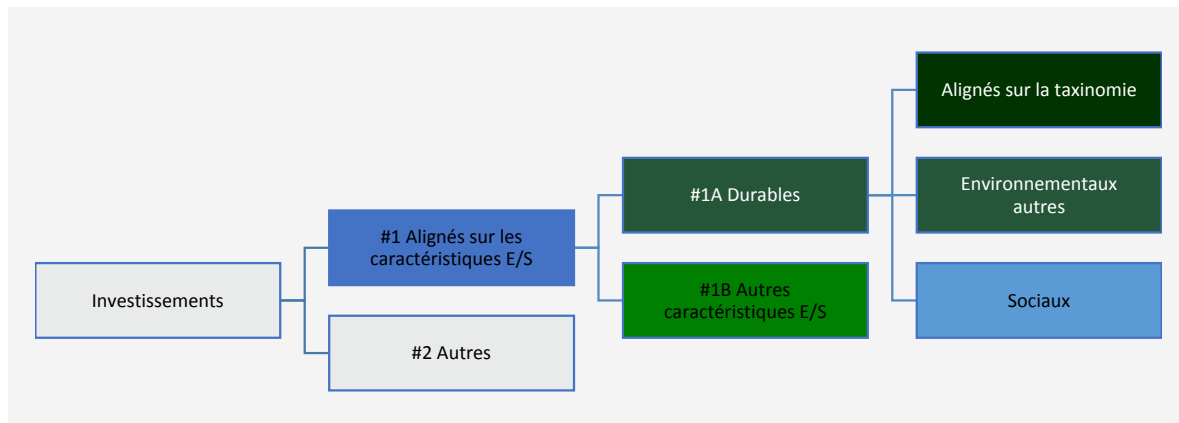 Investissements
#1 Alignés sur les
caractéristiques E/S
#2 Autres
#1A Durables
#1B Autres
caractéristiques E/S
Alignés sur la taxinomie
Environnementaux
autres
Sociaux